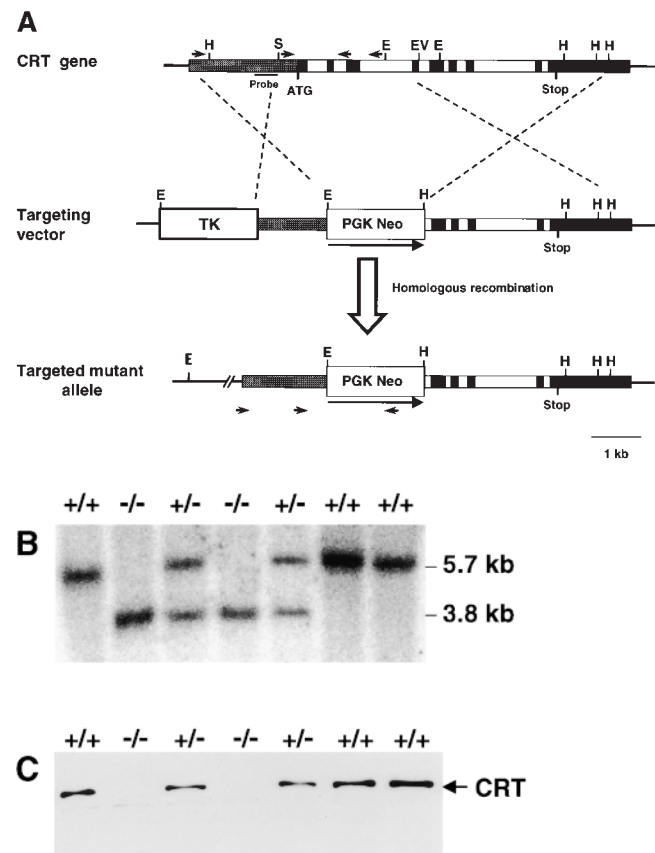 A
H S E EV E H H H
CRT gene
Probe
ATG
Stop
E E H H H H
Targeting
vector
TK
PGK Neo
Stop
Homologous recombination
E E H H H H
Targeted mutant
allele
PGK Neo
Stop
1 kb
+/+ -/- +/- -/- +/- +/+ +/+
B
5.7 kb
3.8 kb
+/+ -/- +/- -/- +/- +/+ +/+
C
CRT